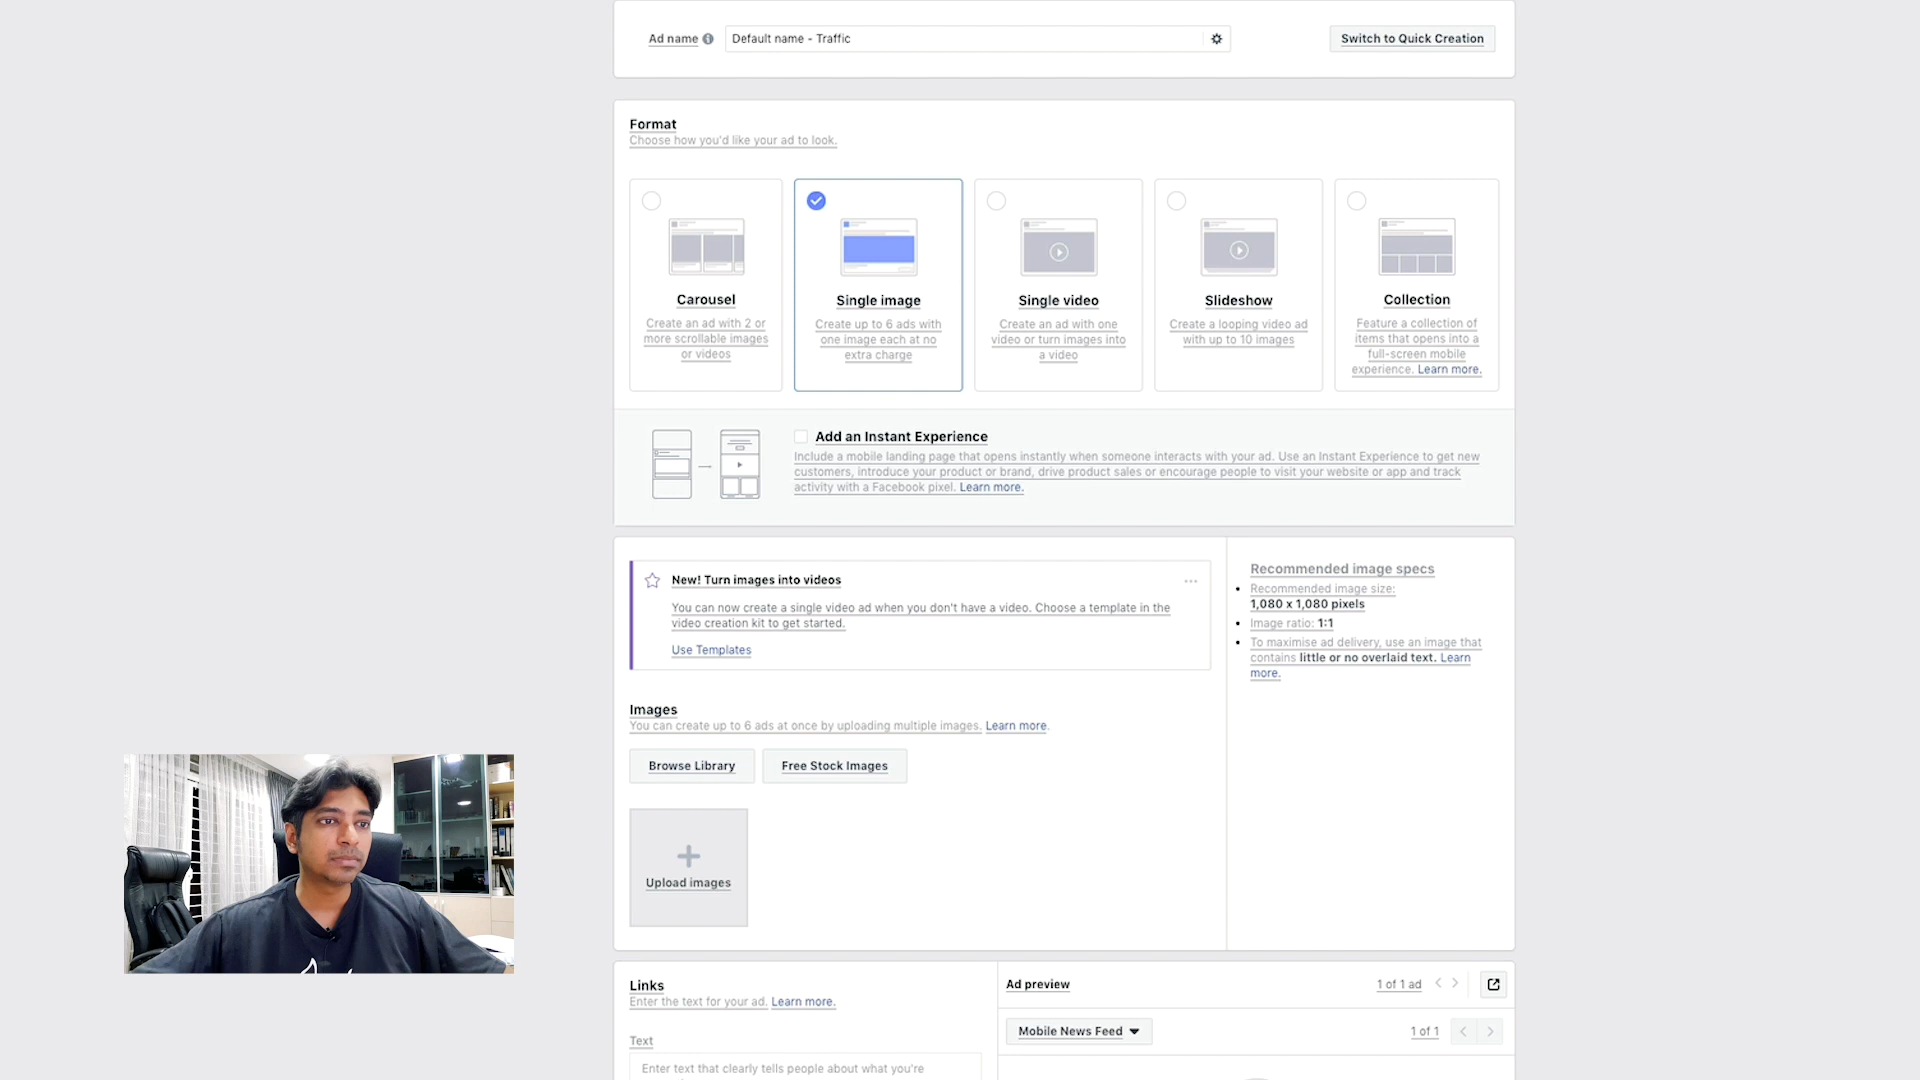 Ad name
Default name - Traffic
Switch to Quick Creation
Format
Choose how you'd like your ad to look.
Carousel
Create an ad with 2 or
more scrollable images
or videos
Single image
Create up to 6 ads with
one image each at no
extra charge
Single video
Create an ad with one
video or turn images into
a video
Slideshow
Create a looping video ad
with up to 10 images
Collection
Feature a collection of
items that opens into a
full-screen mobile
experience. Learn more.
Add an Instant Experience
Include a mobile landing page that opens instantly when someone interacts with your ad. Use an Instant Experience to get new
customers, introduce your product or brand, drive product sales or encourage people to visit your website or app and track
activity with a Facebook pixel. Learn more.
New! Turn images into videos
You can now create a single video ad when you don't have a video. Choose a template in the
video creation kit to get started.
Use Templates
Recommended image specs
Recommended image size:
1,080 x 1,080 pixels
Image ratio: 1:1
To maximise ad delivery, use an image that
contains little or no overlaid text. Learn
more.
Images
You can create up to 6 ads at once by uploading multiple images. Learn more.
Browse Library
Free Stock Images
Upload images
Links
Enter the text for your ad. Learn more.
Text
Enter text that clearly tells people about what you're
Ad preview
1 of 1 ad
Mobile News Feed
1 of 1